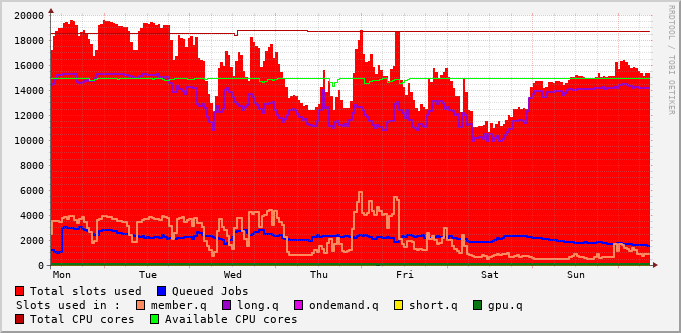 20000
18000
16000
14000
12000
10000
8000
6000
4000
2000
0
Mon Tue Wed Thu Fri Sat Sun
Total slots used Queued Jobs
Slots used in : member.q long.q ondemand.q short.q gpu.q
Total CPU cores Available CPU cores
RRDTOOL / TOBI OETIKER